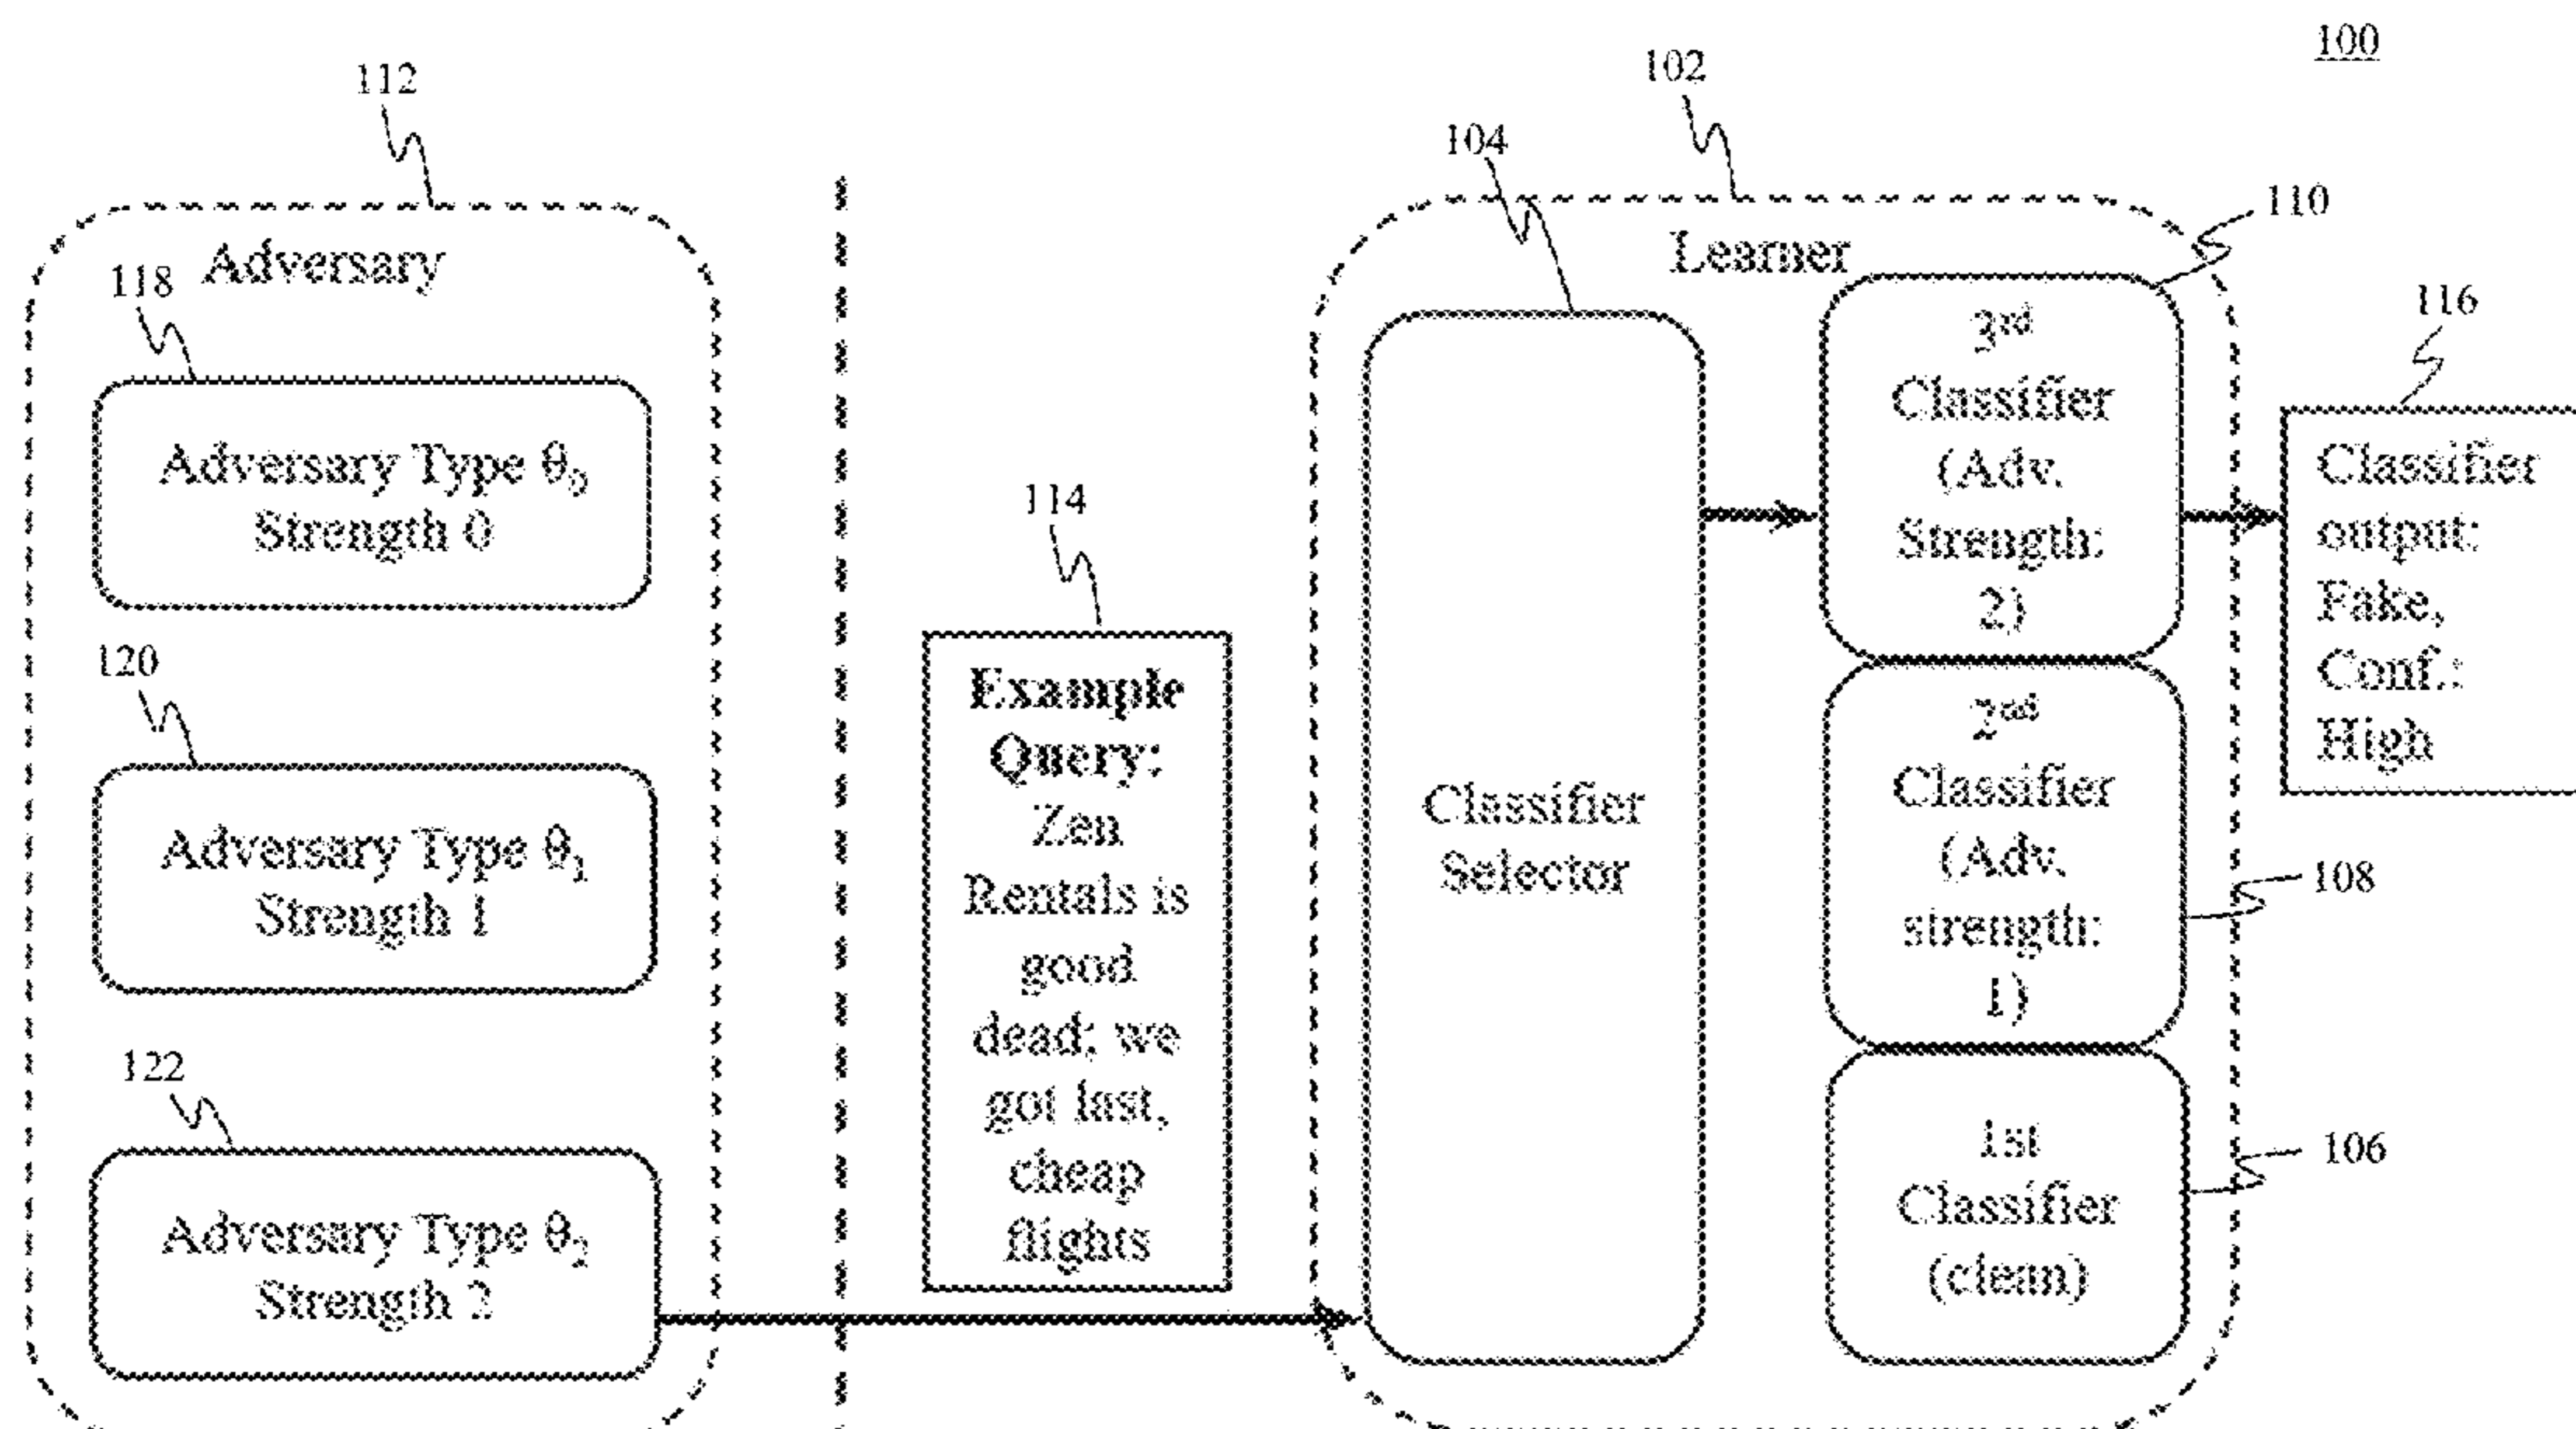 100
112
102
104
110
Adversary
Learner
118
116
3rd
Classifier
(Adv.
Strength:
2)
Adversary Type θ0
Strength 0
Classifier
output:
Fake,
Conf.:
High
114
120
Example
Query:
Zen
Rentals is
good
dead; we
got last,
cheap
flights
2nd
Classifier
(Adv.
strength:
1)
Classifier
Selector
Adversary Type θ1
Strength 1
108
122
1st
Classifier
(clean)
106
Adversary Type θ2
Strength 2